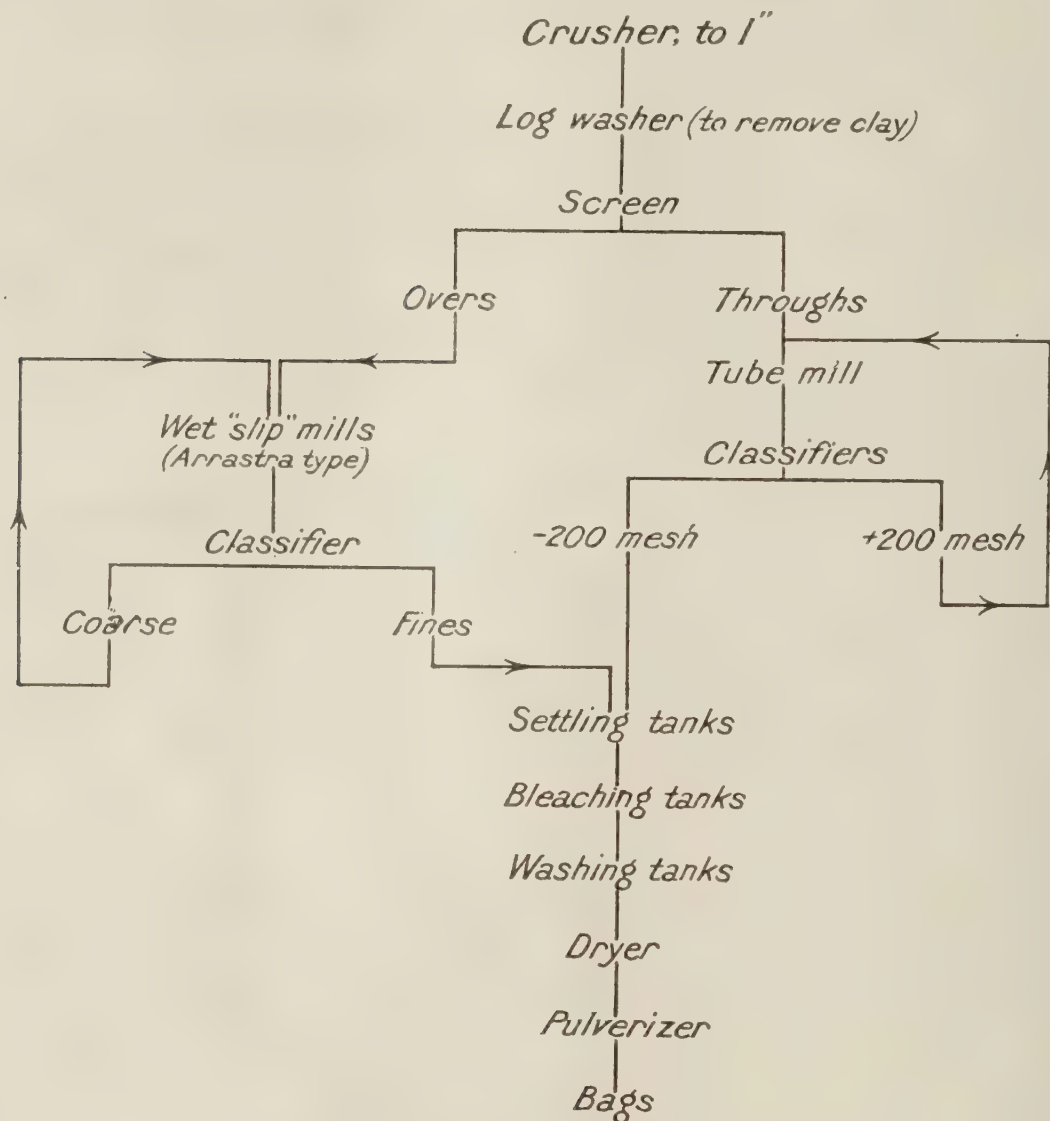 Crusher, to 1"
Log washer (to remove clay)
Screen
Overs
Throughs
Tube mill
Wet "slip" mills
(Arrastra type)
Classifiers
Classifier
-200 mesh
+200 mesh
Coarse
Fines
Settling tanks
Bleaching tanks
Washing tanks
Dryer
Pulverizer
Bags